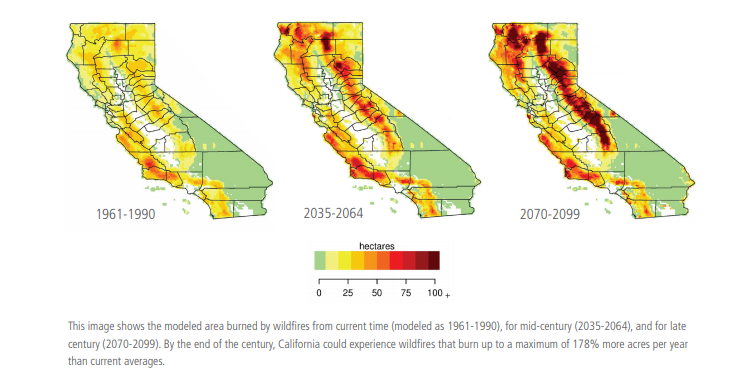 1961-1990
2035-2064
2070-2099
hectares
0 25 50 75 100 +
This image shows the modeled area burned by wildfires from current time (modeled as 1961-1990), for mid-century (2035-2064), and for late
century (2070-2099). By the end of the century, California could experience wildfires that burn up to a maximum of 178% more acres per year
than current averages.